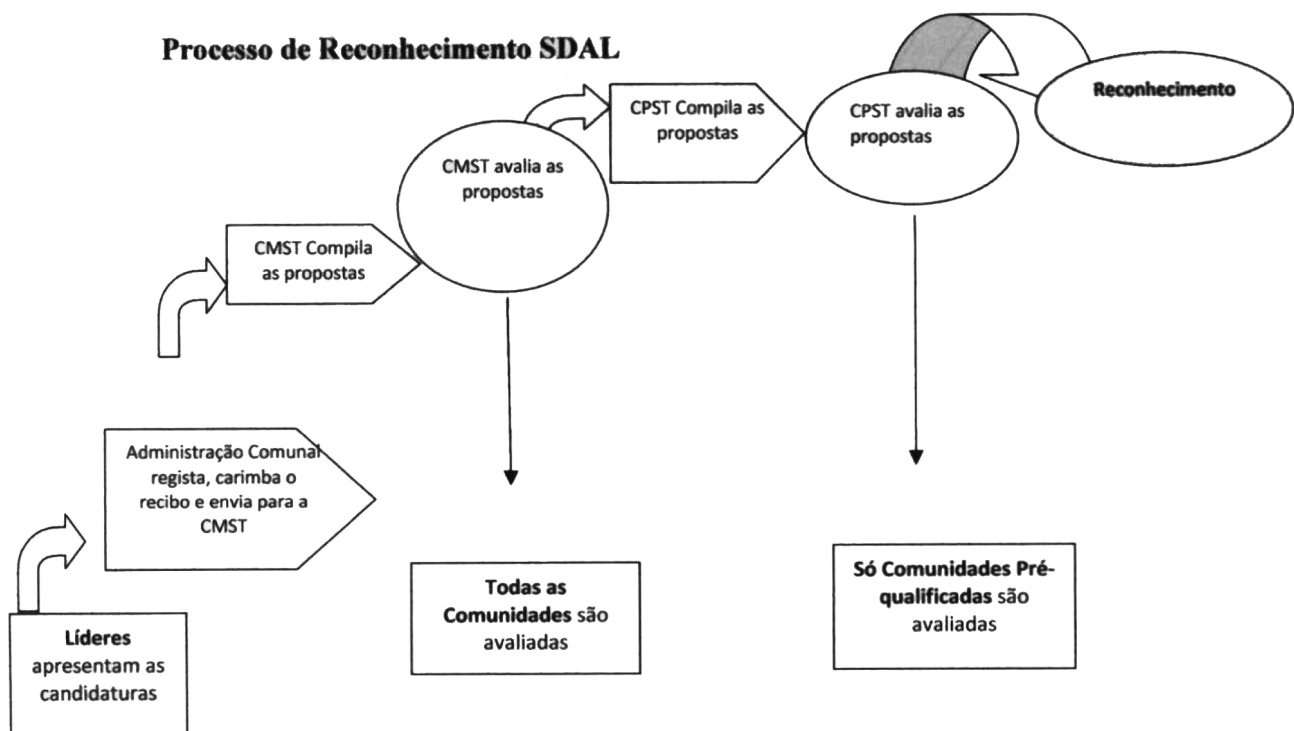 Processo de Reconhecimento SDAL
Reconhecimento
CPST Compila as
propostas
CPST avalia as
propostas
CMST avalia as
propostas
CMST Compila
as propostas
Administração Comunal
regista, carimba o
recibo e envia para a
CMST
Líderes
apresentam as
candidaturas
Todas as
Comunidades são
avaliadas
Só Comunidades Pré-
qualificadas são
avaliadas